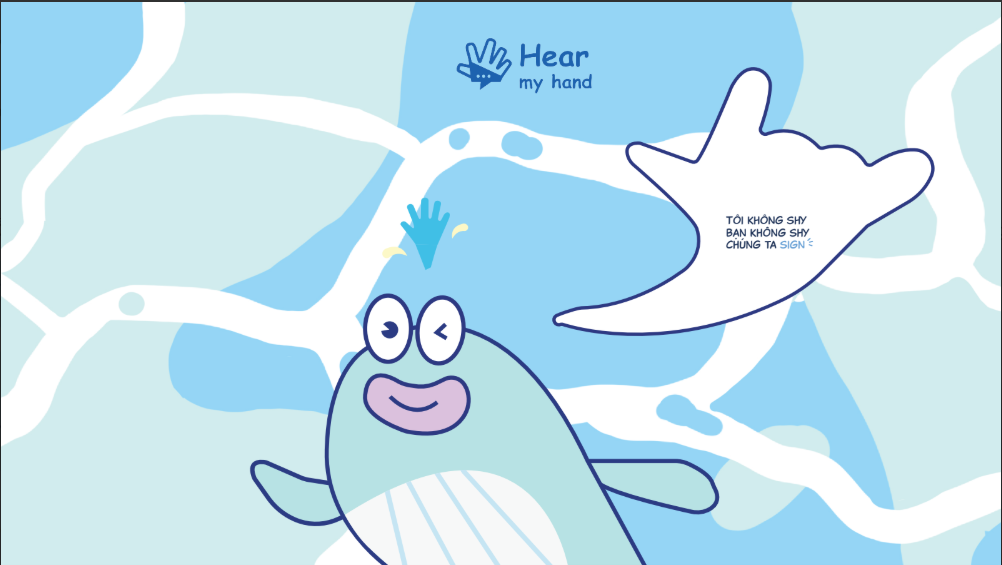 Hear
my hand
TÔI KHÔNG SHY
BẠN KHÔNG SHY
CHÚNG TA SIGN